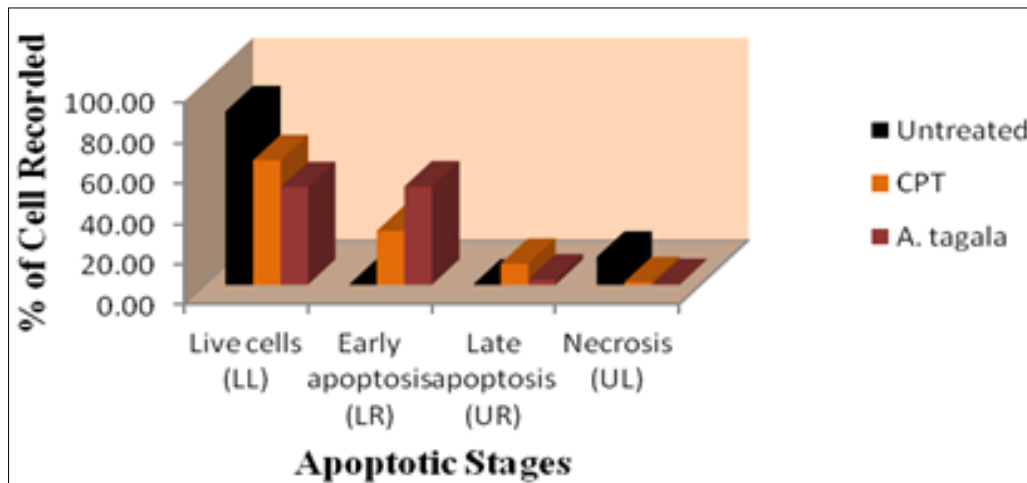 % of Cell Recorded
100.00
80.00
60.00
40.00
20.00
0.00
Live cells
(LL)
Early
apoptosis
(LR)
Late
apoptosis
(UR)
Necrosis
(UL)
Apoptotic Stages
Untreated
CPT
A. tagala